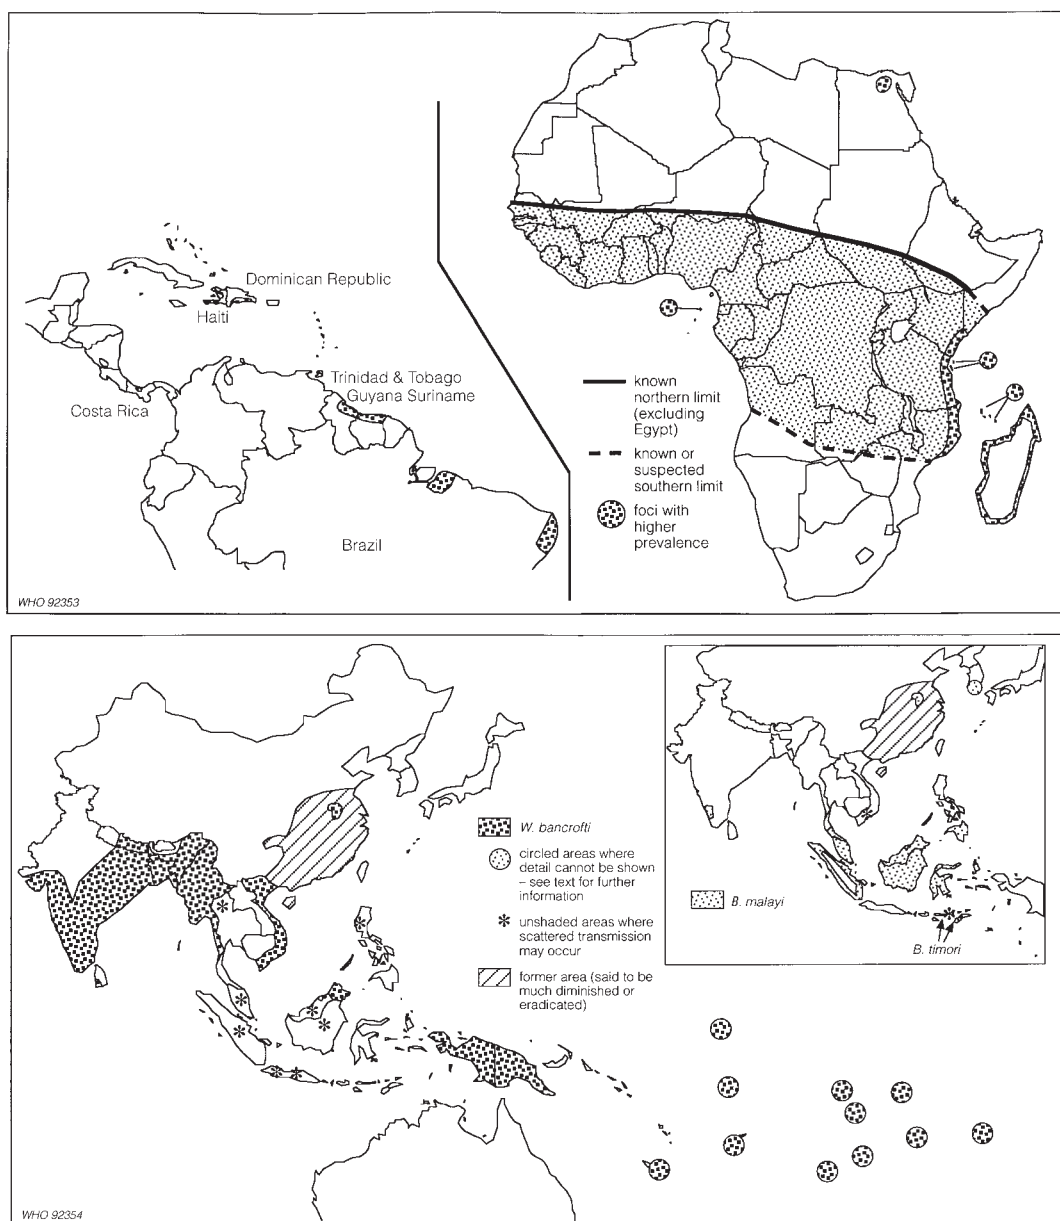 Dominican Republic
Haiti
Trinidad & Tobago
Guyana Suriname
Costa Rica
Brazil
known
northern limit
(excluding
Egypt)
known or
suspected
southern limit
foci with
higher
prevalence
WHO 92353
W. bancrofti
circled areas where
detail cannot be shown
– see text for further
information
unshaded areas where
scattered transmission
may occur
former area (said to be
much diminished or
eradicated)
B. malayi
B. timori
WHO 92354